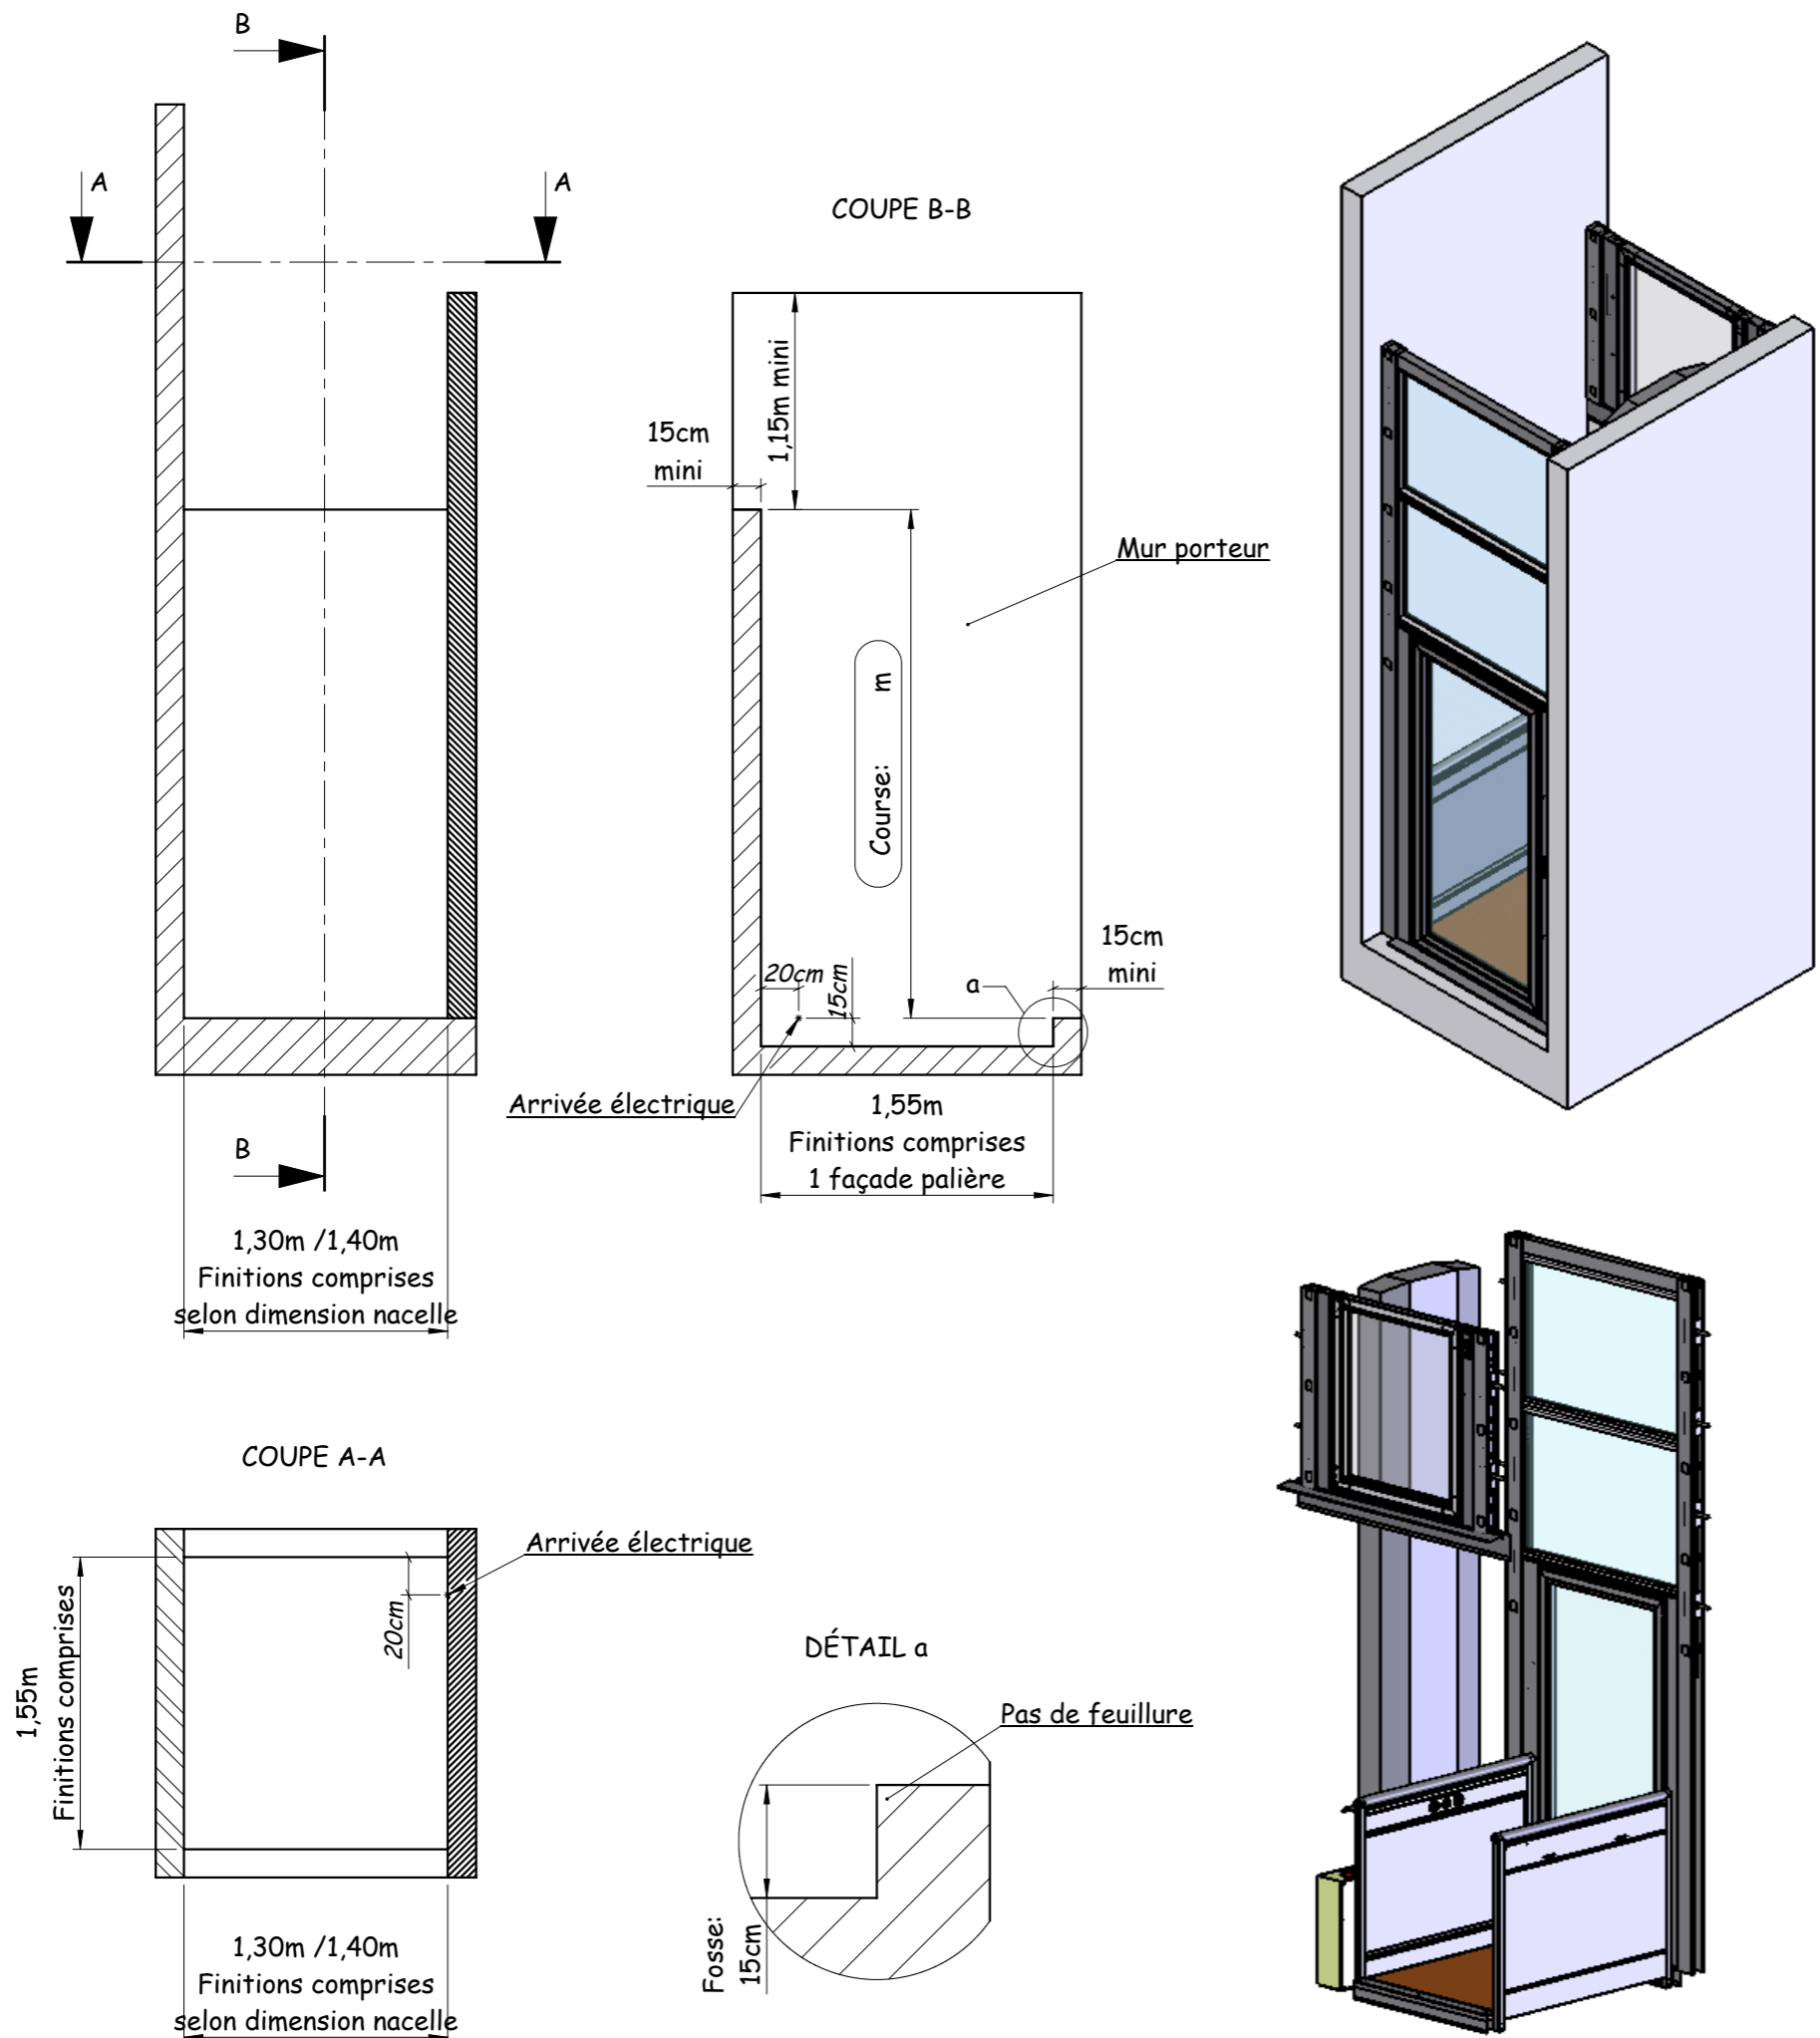 B
A
A
COUPE B-B
15cm
mini
1,15m mini
Mur porteur
Course:      m
15cm
mini
20cm
15cm
a
Arrivée électrique
1,55m
Finitions comprises
1 façade palière
B
1,30m /1,40m
Finitions comprises
selon dimension nacelle
COUPE A-A
Arrivée électrique
20cm
1,55m
Finitions comprises
1,30m /1,40m
Finitions comprises
selon dimension nacelle
DÉTAIL a
Pas de feuillure
Fosse:
15cm